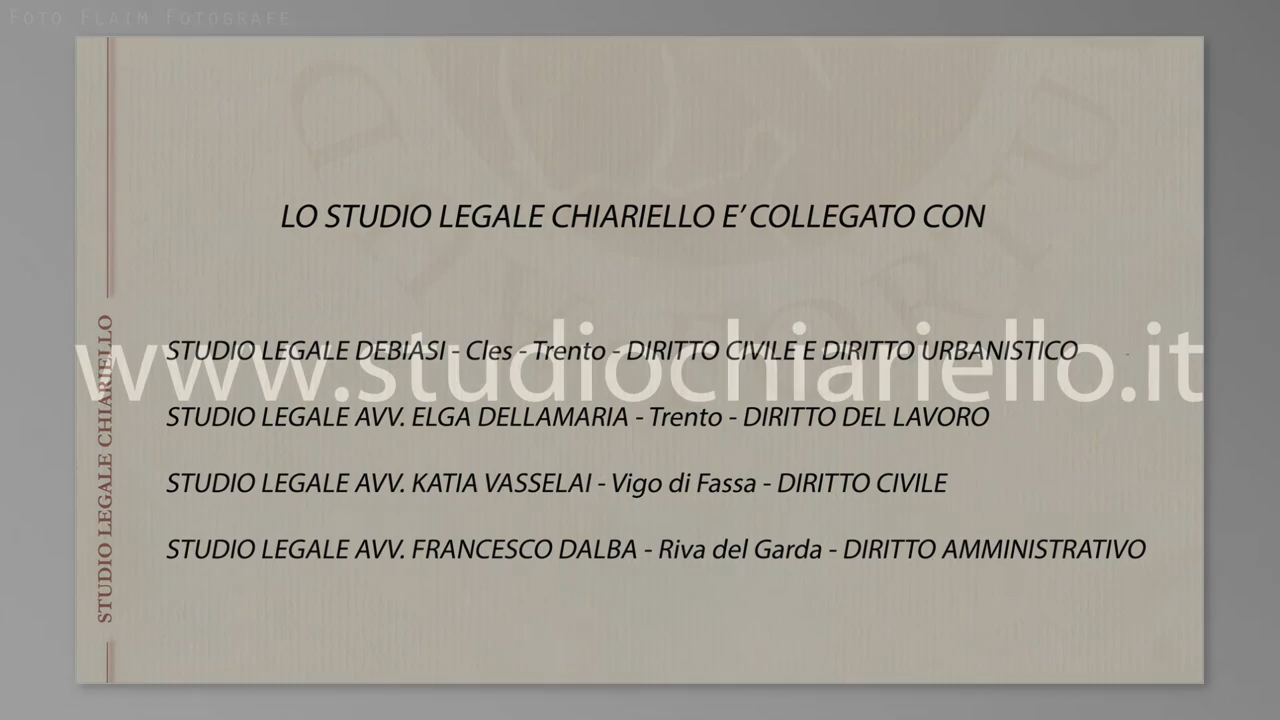 FOTO FLAIM FOTOGRAFE
LO STUDIO LEGALE CHIARIELLO E’ COLLEGATO CON
STUDIO LEGALE DEBIASI - Cles - Trento - DIRITTO CIVILE E DIRITTO URBANISTICO
www.studiochiariello.it
STUDIO LEGALE AVV. ELGA DELLAMARIA - Trento - DIRITTO DEL LAVORO
STUDIO LEGALE AVV. KATIA VASSELAI - Vigo di Fassa - DIRITTO CIVILE
STUDIO LEGALE AVV. FRANCESCO DALBA - Riva del Garda - DIRITTO AMMINISTRATIVO
STUDIO LEGALE CHIARIELLO